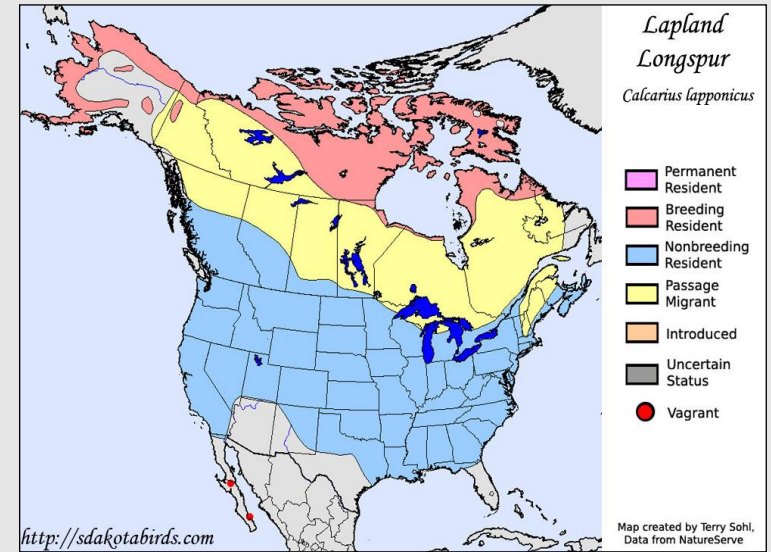 Lapland
Longspur
Calcarius lapponicus
Permanent
Resident
Breeding
Resident
Nonbreeding
Resident
Passage
Migrant
Introduced
Uncertain
Status
Vagrant
http://sdakotabirds.com
Map created by Terry Sohl,
Data from NatureServe